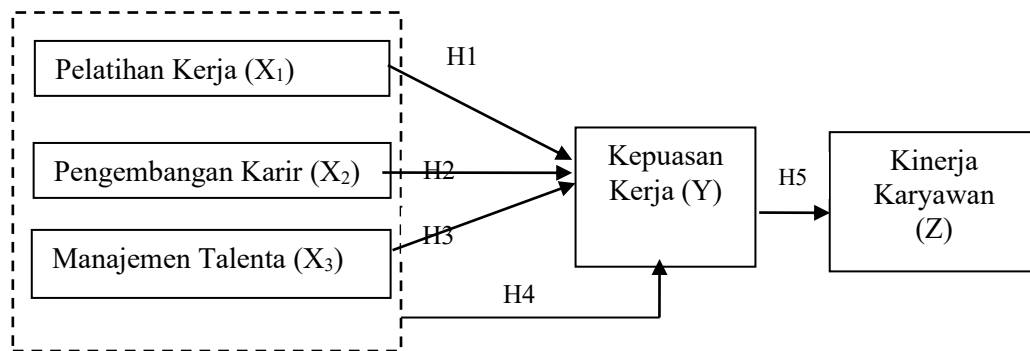 Pelatihan Kerja (X₁)
H1
Pengembangan Karir (X₂)
H2
Manajemen Talenta (X₃)
H3
H4
Kepuasan
Kerja (Y)
H5
Kinerja
Karyawan
(Z)